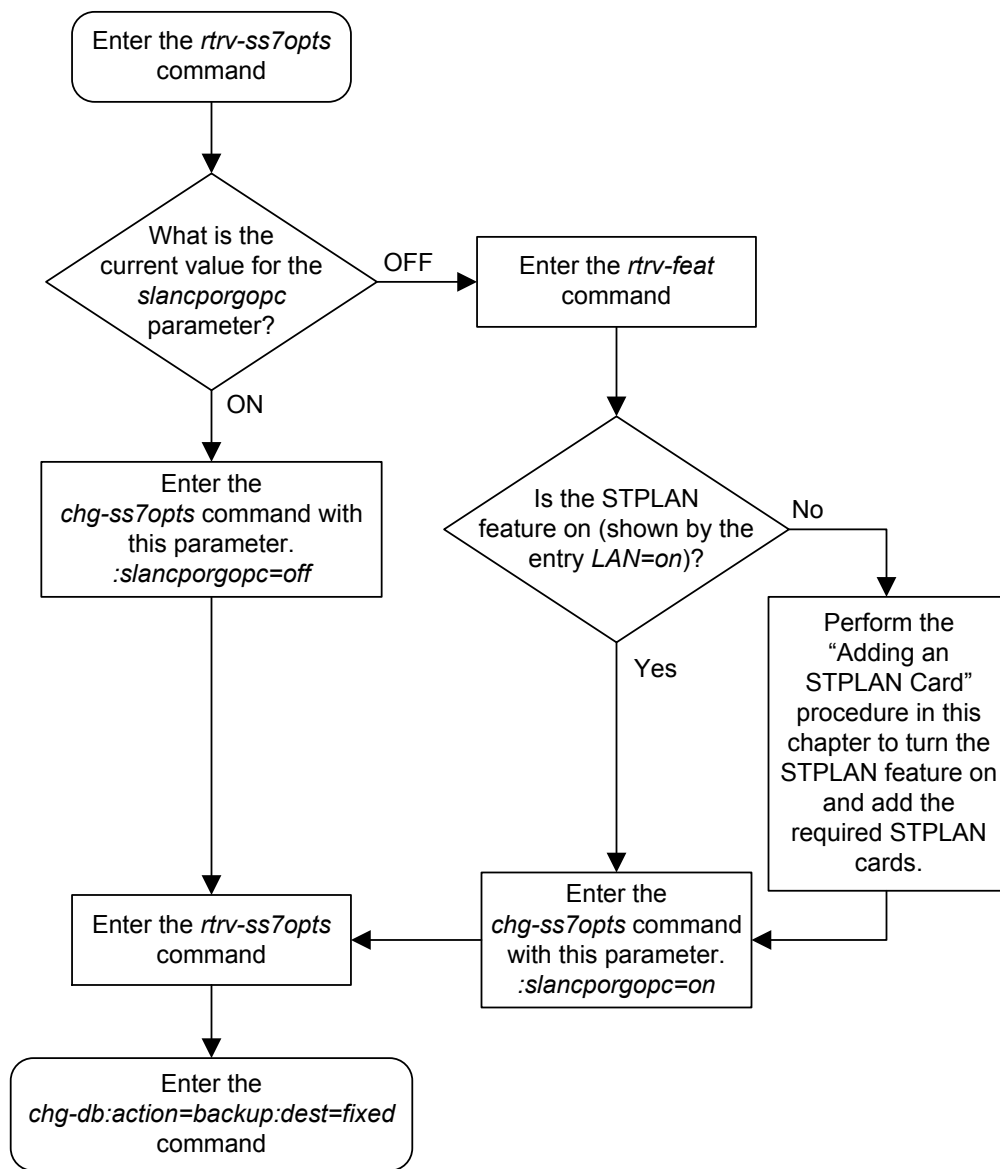 Enter the rtrv-ss7opts
command
What is the
current value for the
slancporgopc
parameter?
OFF
Enter the rtrv-feat
command
ON
Enter the
chg-ss7opts command with
this parameter.
:slancporgopc=off
Is the STPLAN
feature on (shown by the
entry LAN=on)?
No
Yes
Perform the
“Adding an
STPLAN Card”
procedure in this
chapter to turn the
STPLAN feature on
and add the
required STPLAN
cards.
Enter the
chg-ss7opts command
with this parameter.
:slancporgopc=on
Enter the rtrv-ss7opts
command
Enter the
chg-db:action=backup:dest=fixed
command